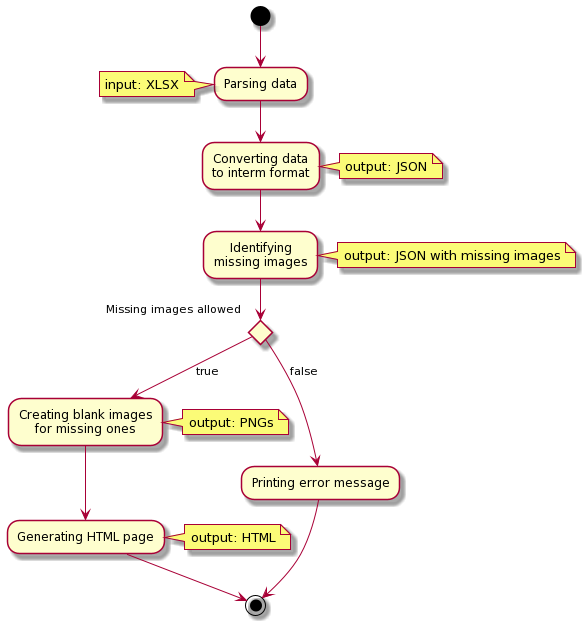 input: XLSX
Parsing data
Converting data
to interm format
output: JSON
Identifying
missing images
output: JSON with missing images
Missing images allowed
true
false
Creating blank images
for missing ones
output: PNGs
Printing error message
Generating HTML page
output: HTML